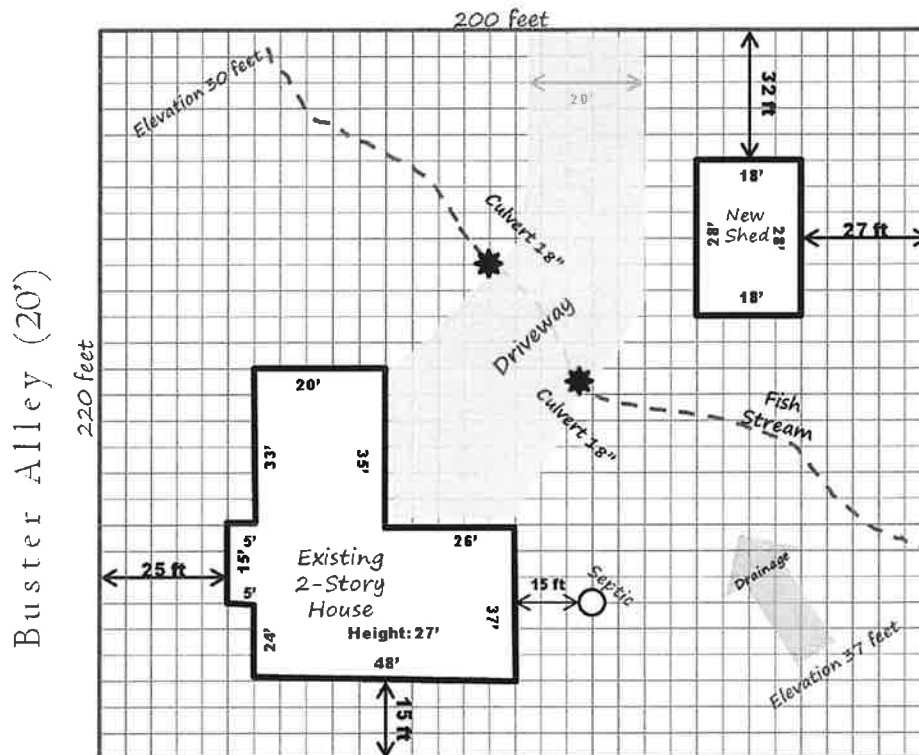 200 feet
Elevation 30 feet
20'
32 ft
Culvert 18"
18'
New
Shed
28'
28'
27 ft
18'
Buster Alley (20')
220 feet
Driveway
20'
Culvert 18"
Fish
Stream
33'
35'
5'
26'
15'
Existing
2-Story
House
25 ft
5'
15 ft
Septic
Drainage
Height: 27'
37'
24'
48'
Elevation 37 feet
15 ft